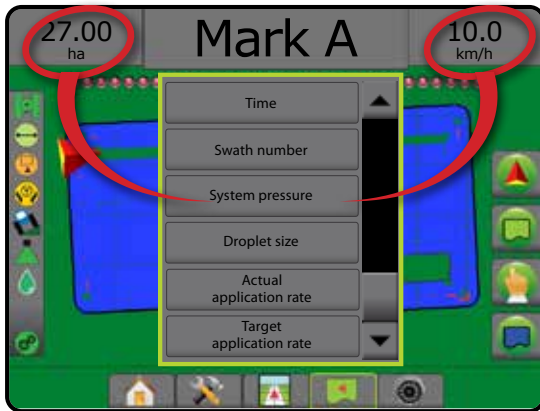 27.00
ha
Mark A
10.0
km/h
Time
Swath number
System pressure
Droplet size
Actual
application rate
Target
application rate